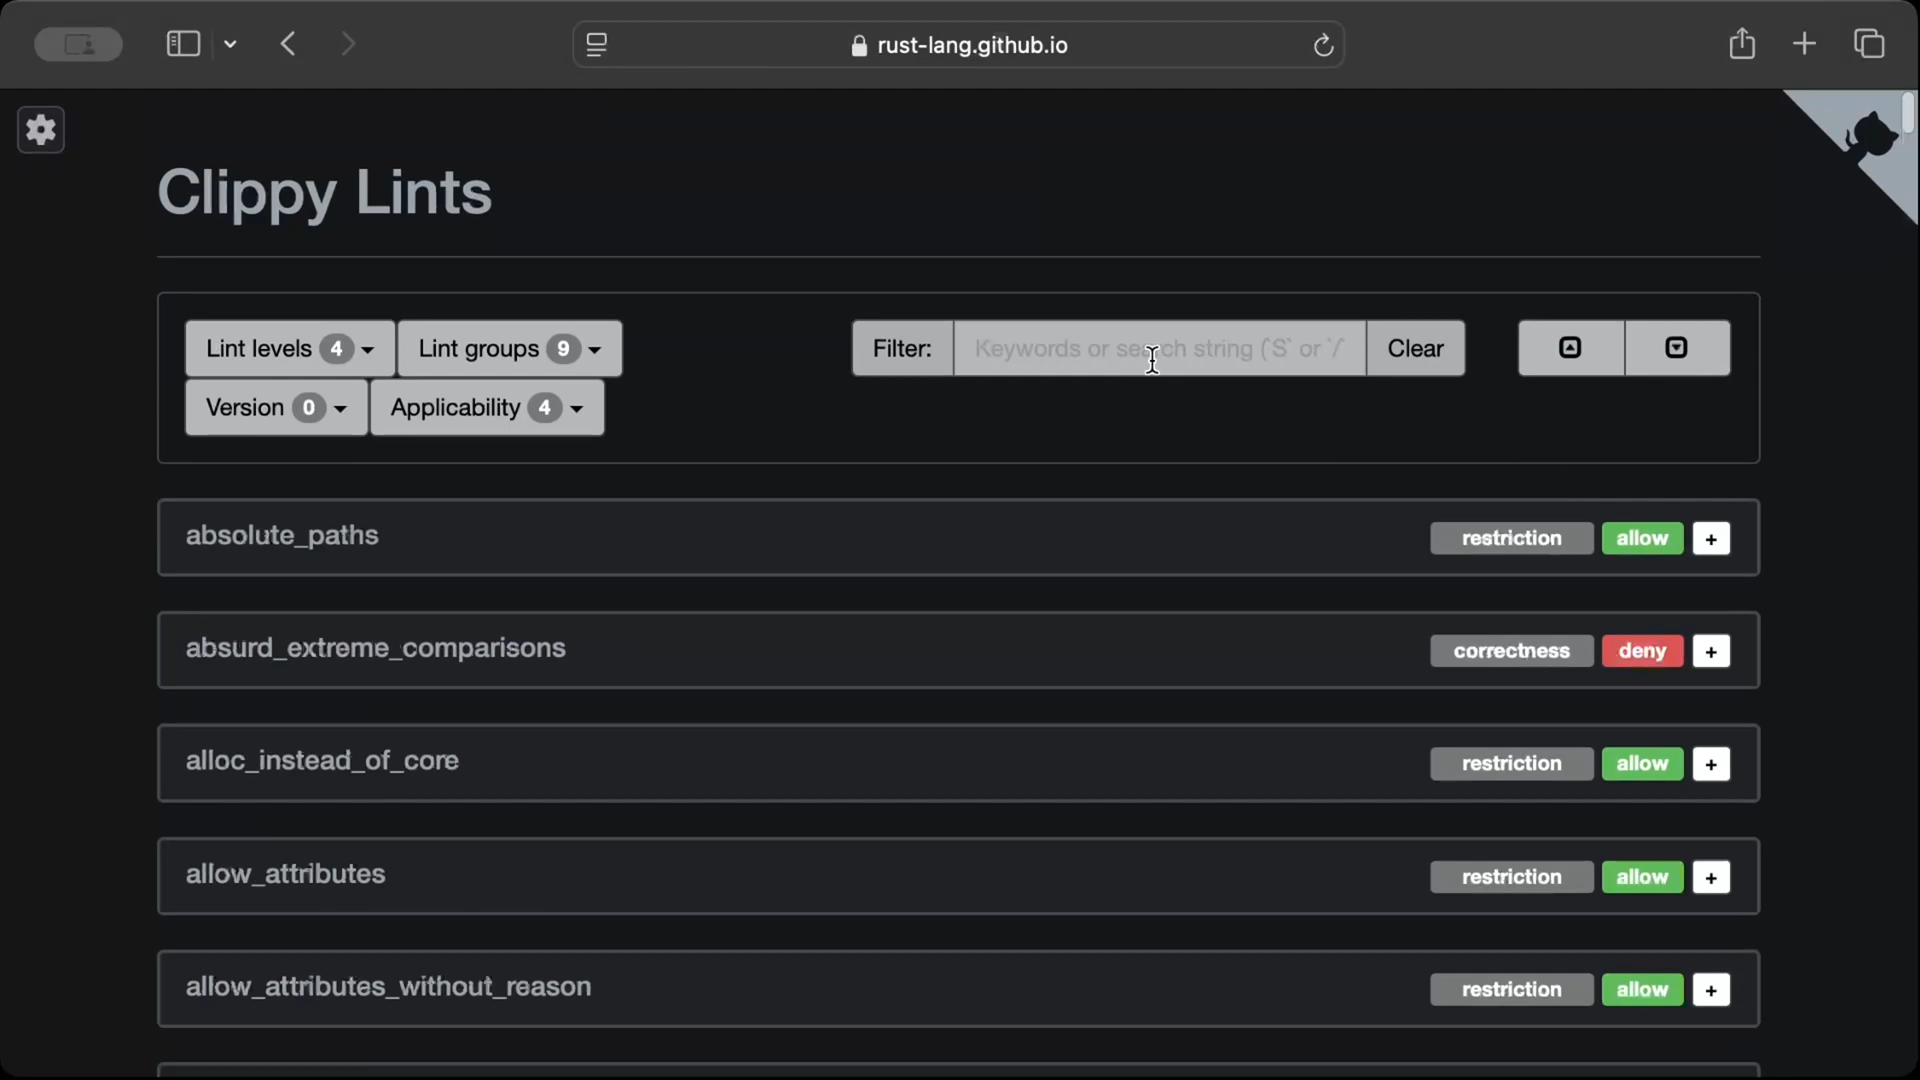 rust-lang.github.io
Clippy Lints
Lint levels 4 Lint groups 9 Filter: Keywords or search string (`S` or `/` Clear
Version 0 Applicability 4
absolute_paths restriction allow +
absurd_extreme_comparisons correctness deny +
alloc_instead_of_core restriction allow +
allow_attributes restriction allow +
allow_attributes_without_reason restriction allow +